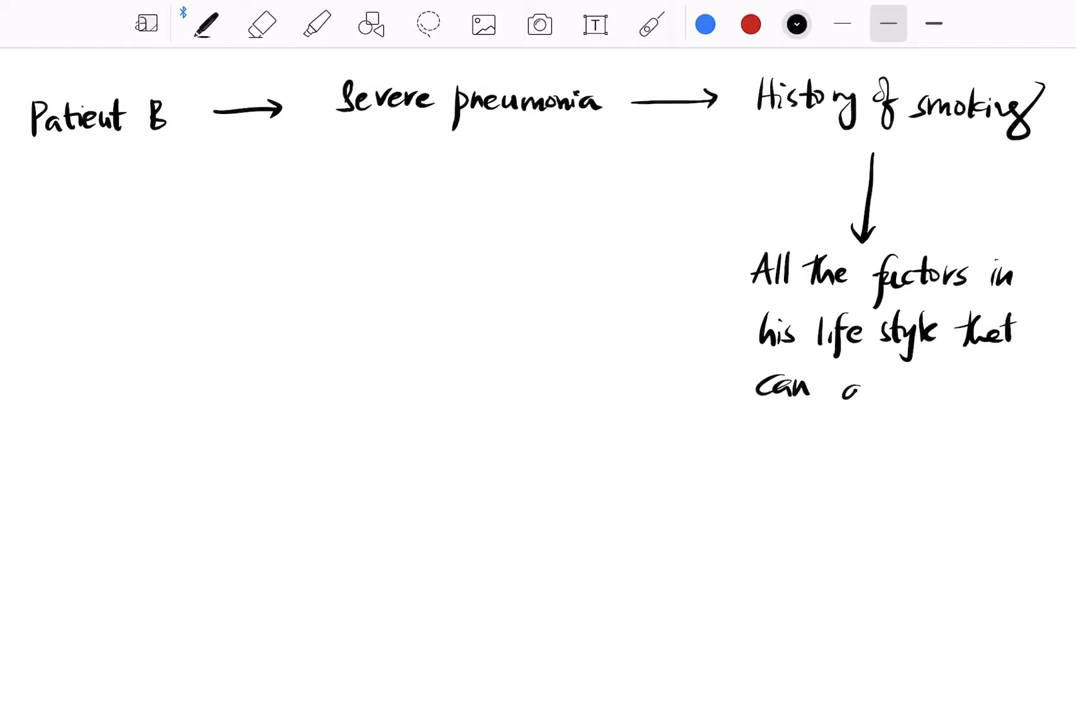 Patient B → Severe pneumonia → History of smoking
All the factors in
his life style that
can